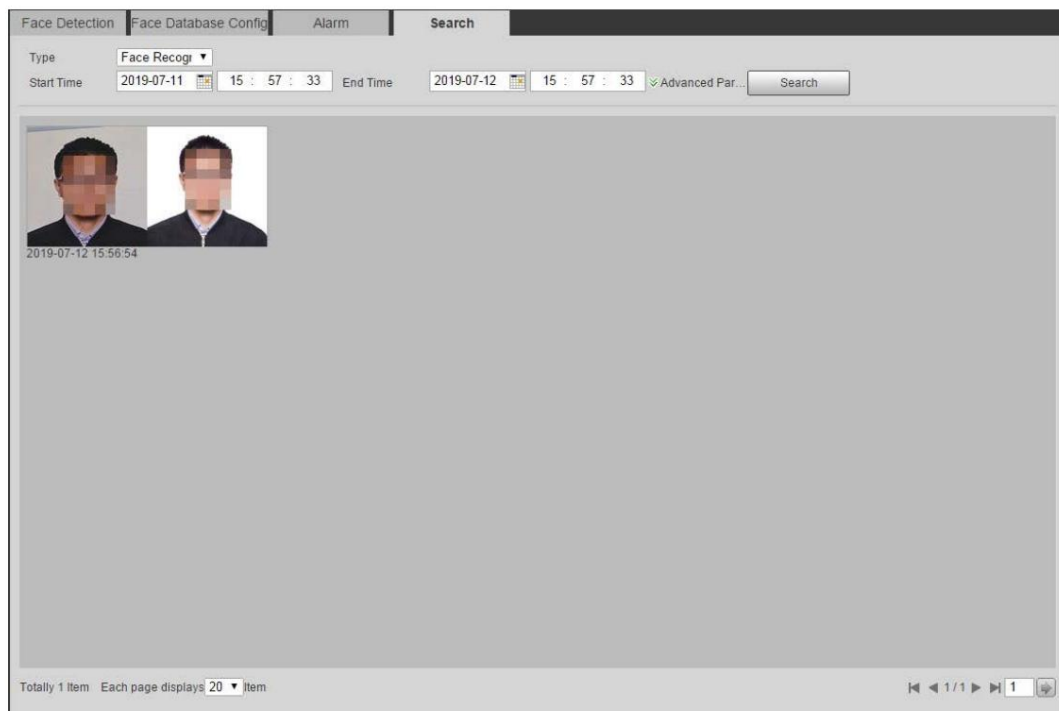 Face Detection Face Database Config Alarm Search
Type Face Recogr
Start Time 2019-07-11 15 : 57 : 33 End Time 2019-07-12 15 : 57 : 33 Advanced Par... Search
2019-07-12 15:56:54
Totally 1 Item Each page displays 20 Item 1 / 1 1